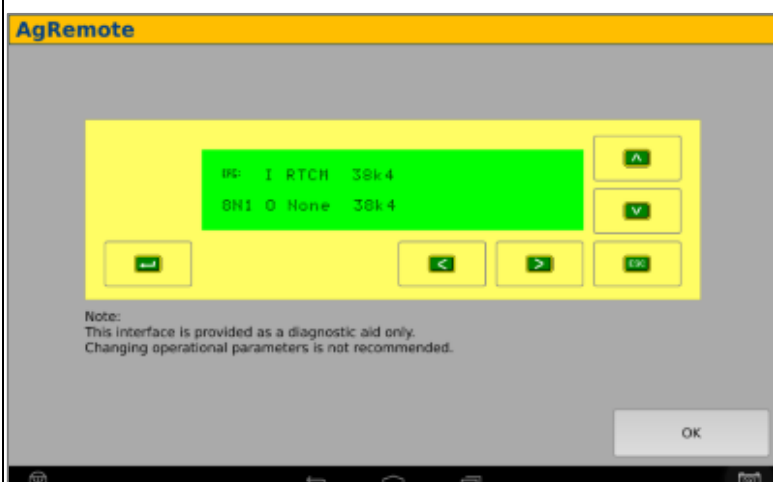 AgRemote
I RTCM 38k4
8N1 O None 38k4
ESC
Note:
This interface is provided as a diagnostic aid only.
Changing operational parameters is not recommended.
OK